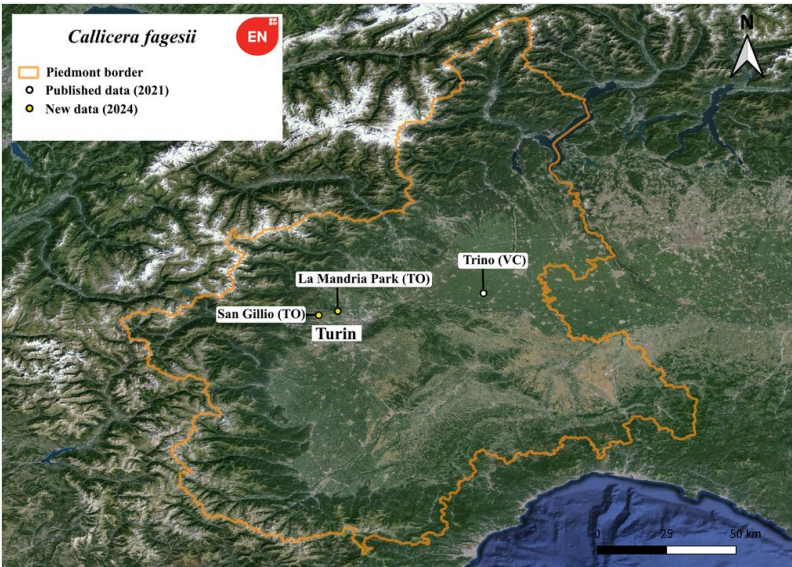 Callicera fagesii
EN
Piedmont border
Published data (2021)
New data (2024)
N
Trino (VC)
La Mandria Park (TO)
San Gillio (TO)
Turin
0 25 50 km